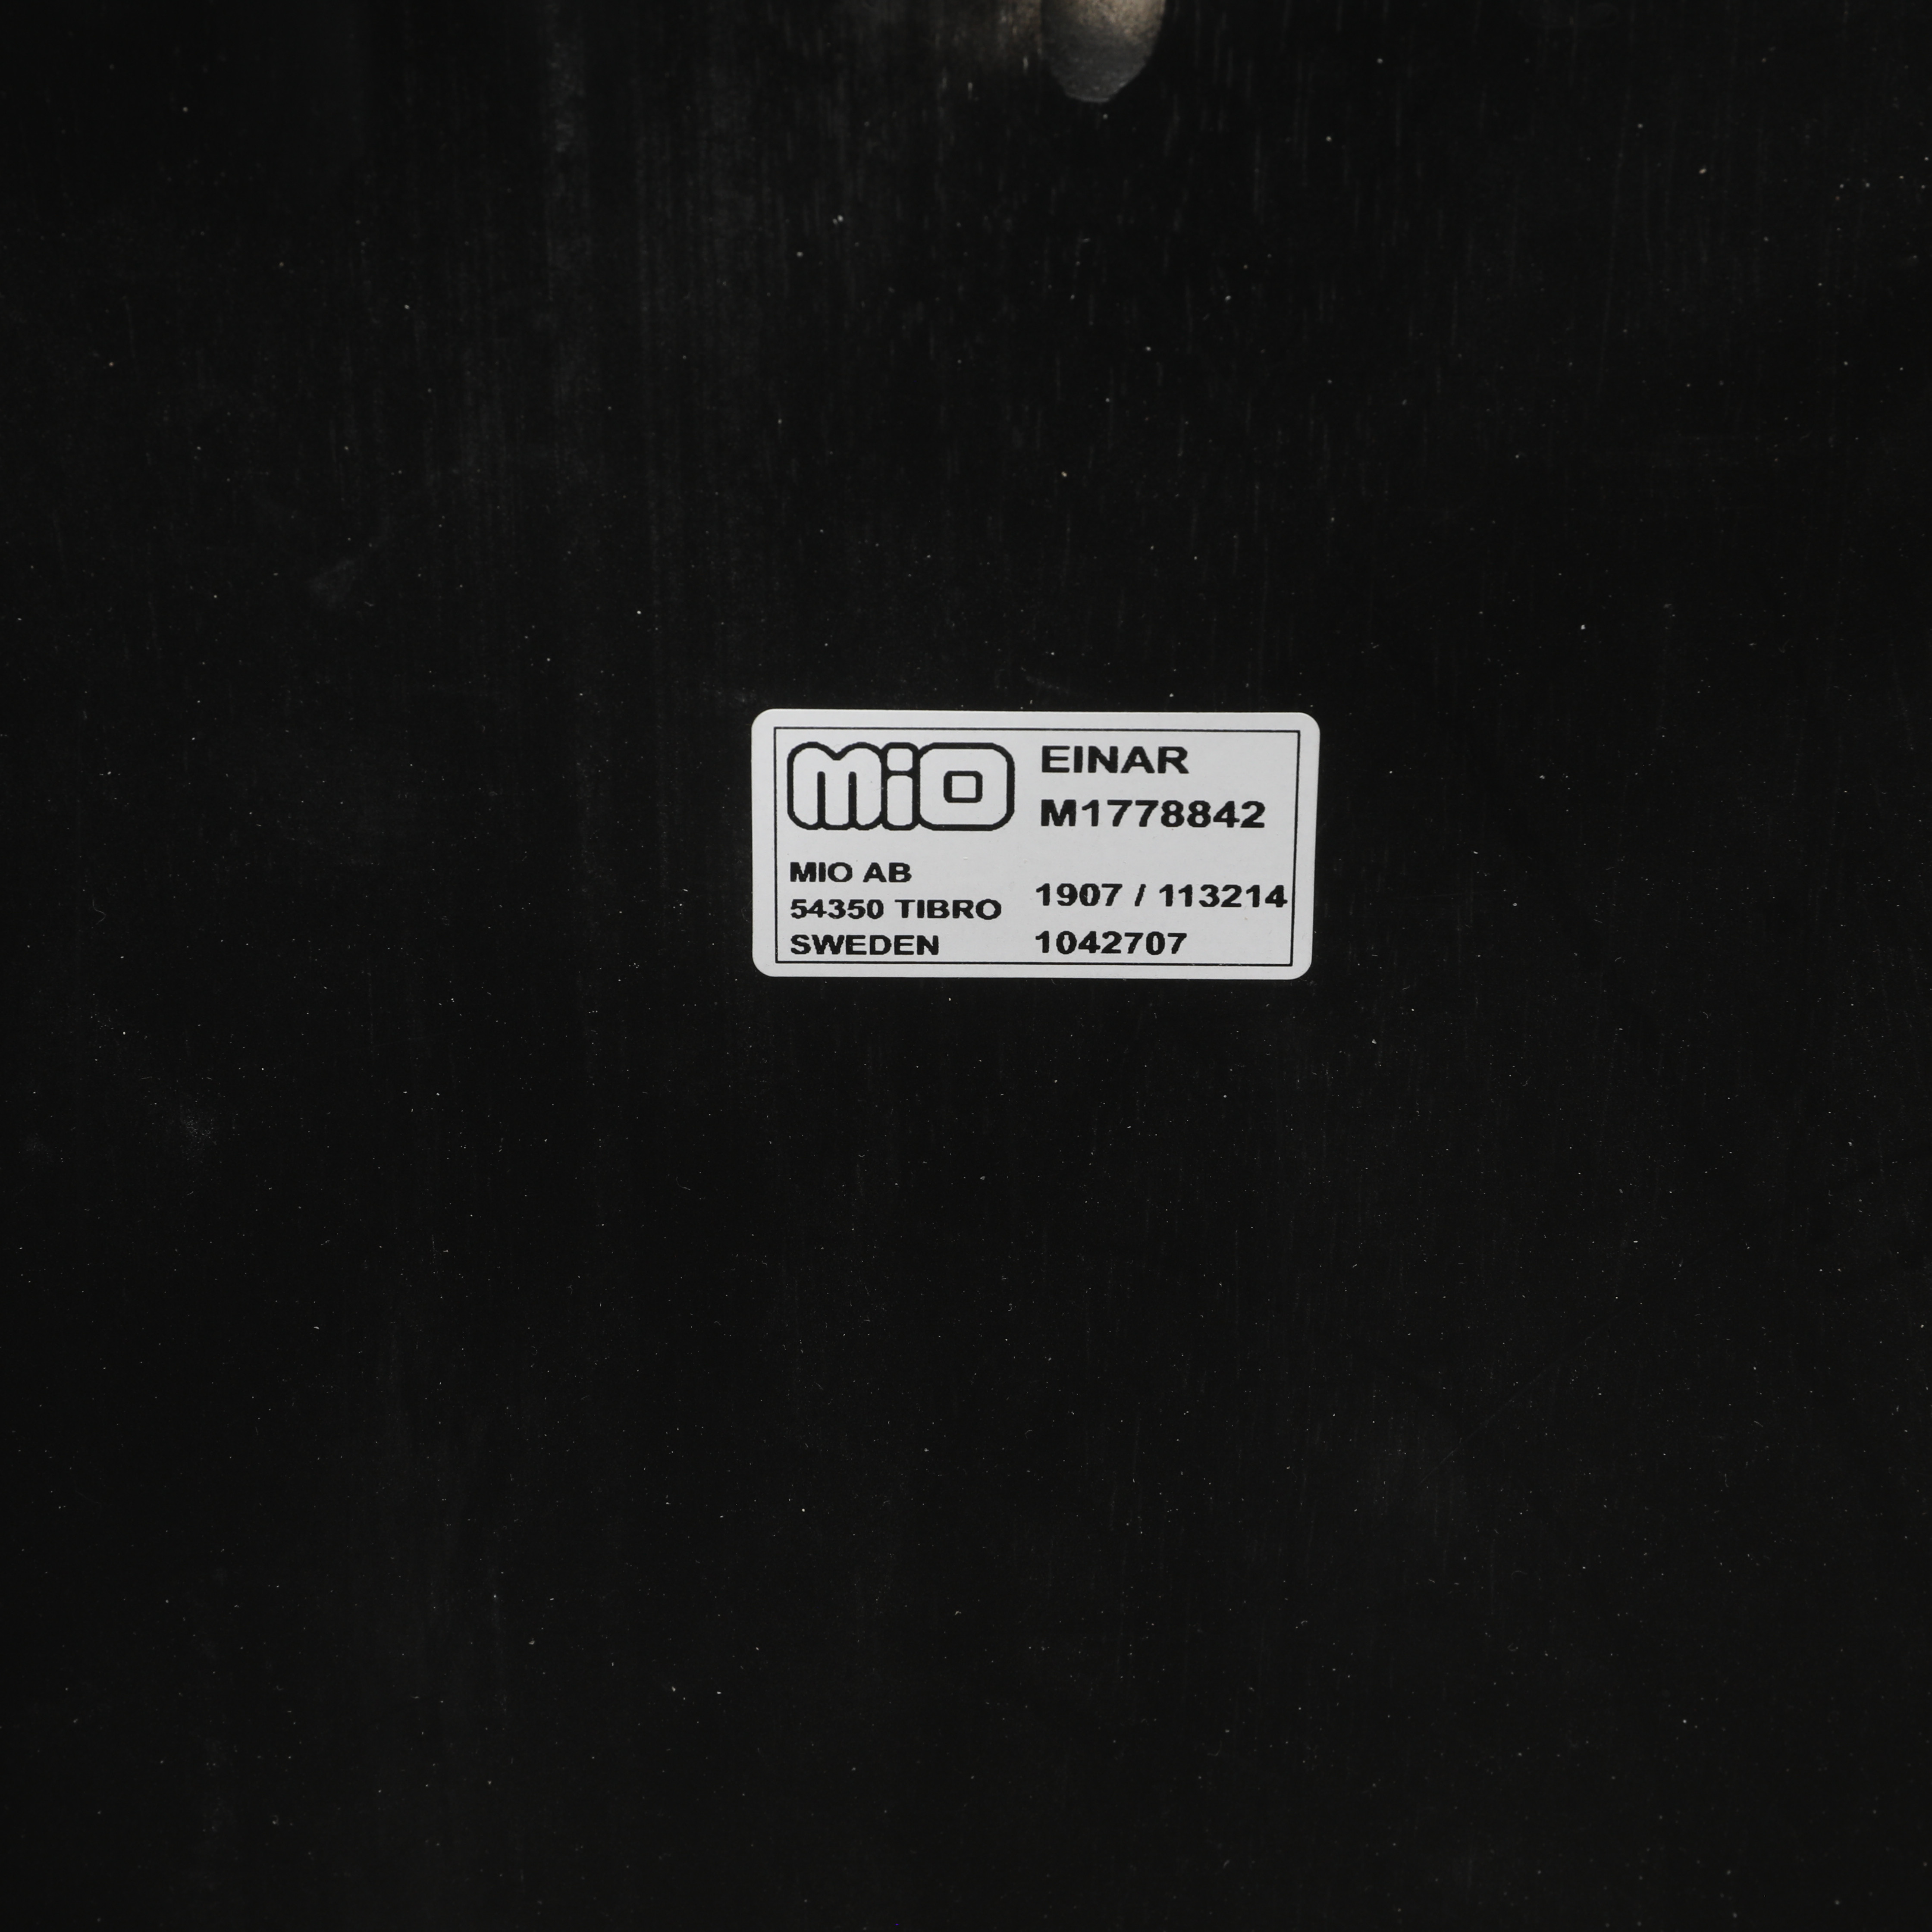 mio
EINAR
M1778842
MIO AB
54350 TIBRO
SWEDEN
1907 / 113214
1042707